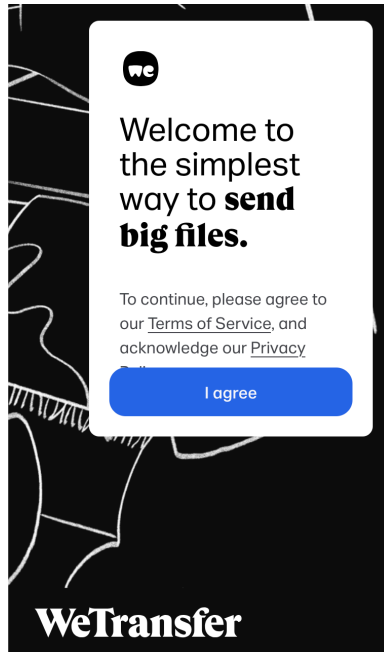 we
Welcome to
the simplest
way to send
big files.
To continue, please agree to
our Terms of Service, and
acknowledge our Privacy
I agree
WeTransfer